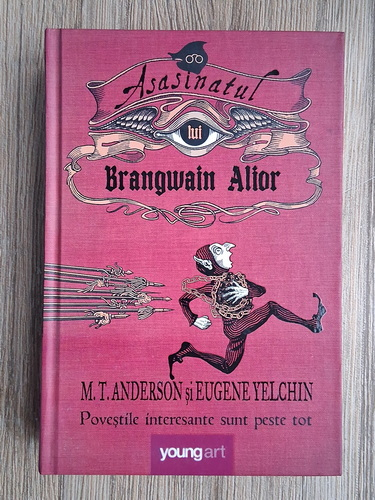 Asasinatul
lui
Brangwain Alior
M. T. ANDERSON și EUGENE YELCHIN
Poveștile interesante sunt peste tot
youngart